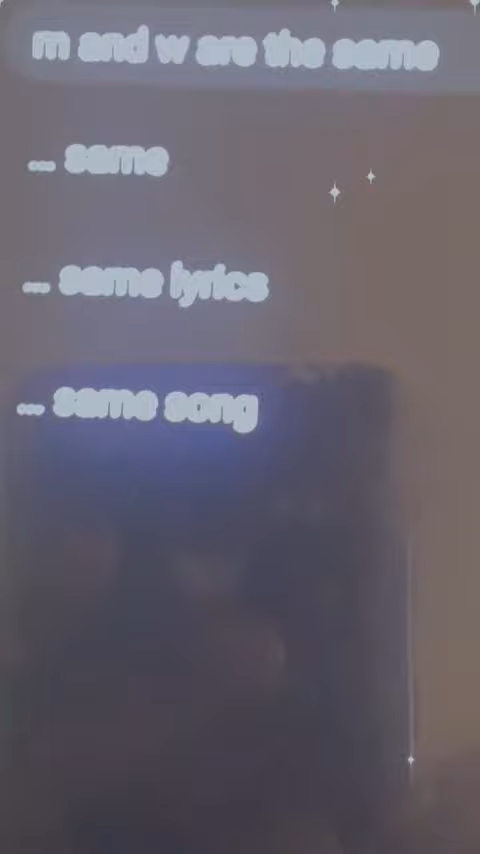 m and w are the same
... same
... same lyrics
... same song